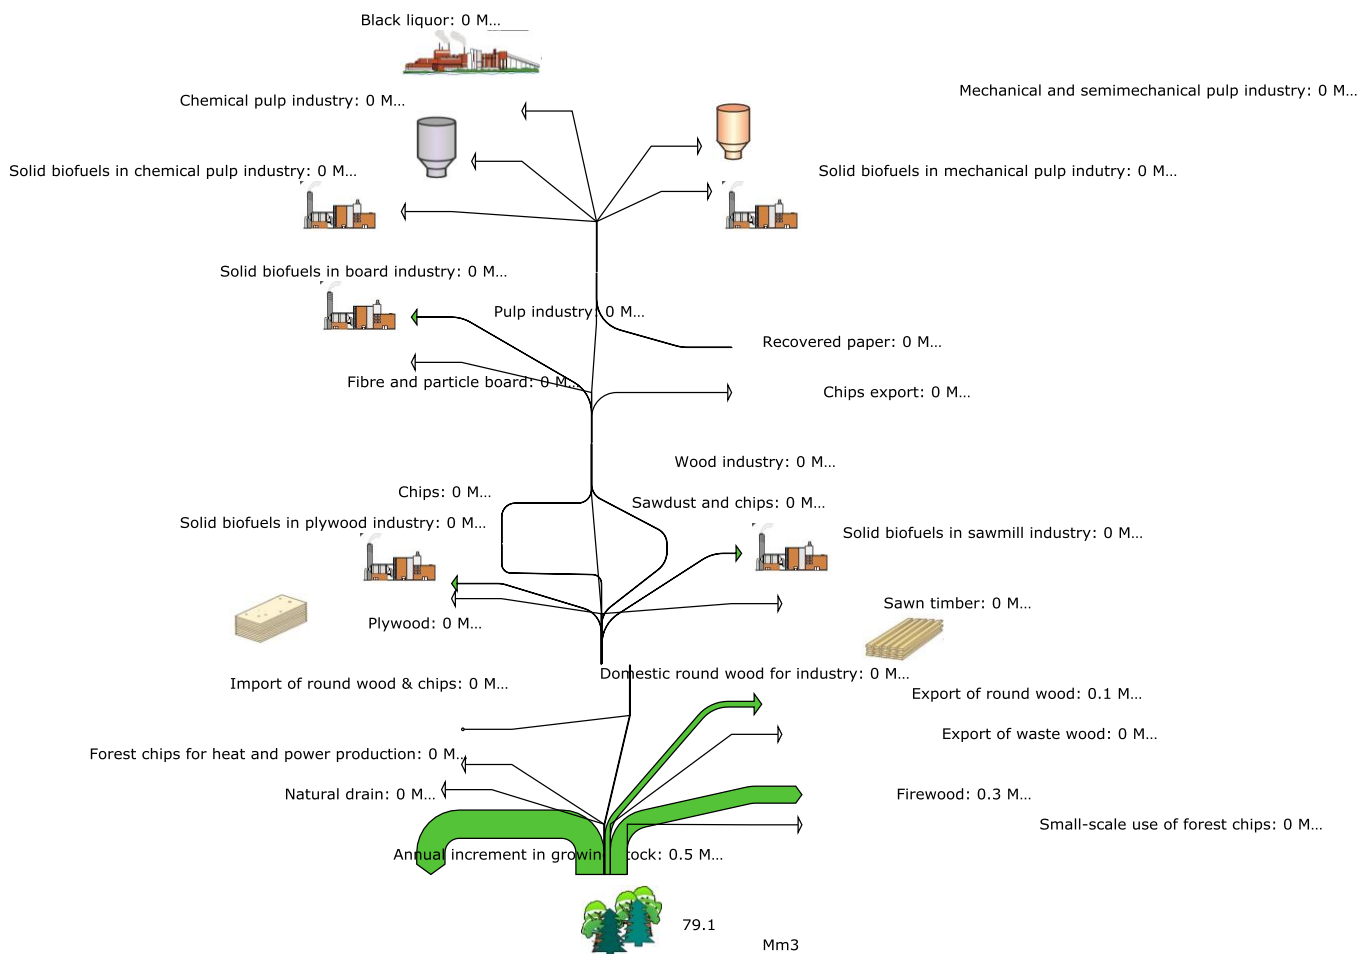 Black liquor: 0 M...
Mechanical and semimechanical pulp industry: 0 M...
Chemical pulp industry: 0 M...
Solid biofuels in chemical pulp industry: 0 M...
Solid biofuels in mechanical pulp indutry: 0 M...
Solid biofuels in board industry: 0 M...
Pulp industry: 0 M...
Recovered paper: 0 M...
Fibre and particle board: 0 M...
Chips export: 0 M...
Wood industry: 0 M...
Chips: 0 M...
Sawdust and chips: 0 M...
Solid biofuels in plywood industry: 0 M...
Solid biofuels in sawmill industry: 0 M...
Sawn timber: 0 M...
Plywood: 0 M...
Domestic round wood for industry: 0 M...
Import of round wood & chips: 0 M...
Export of round wood: 0.1 M...
Export of waste wood: 0 M...
Forest chips for heat and power production: 0 M...
Natural drain: 0 M...
Firewood: 0.3 M...
Small-scale use of forest chips: 0 M...
Annual increment in growing stock: 0.5 M...
79.1
Mm3